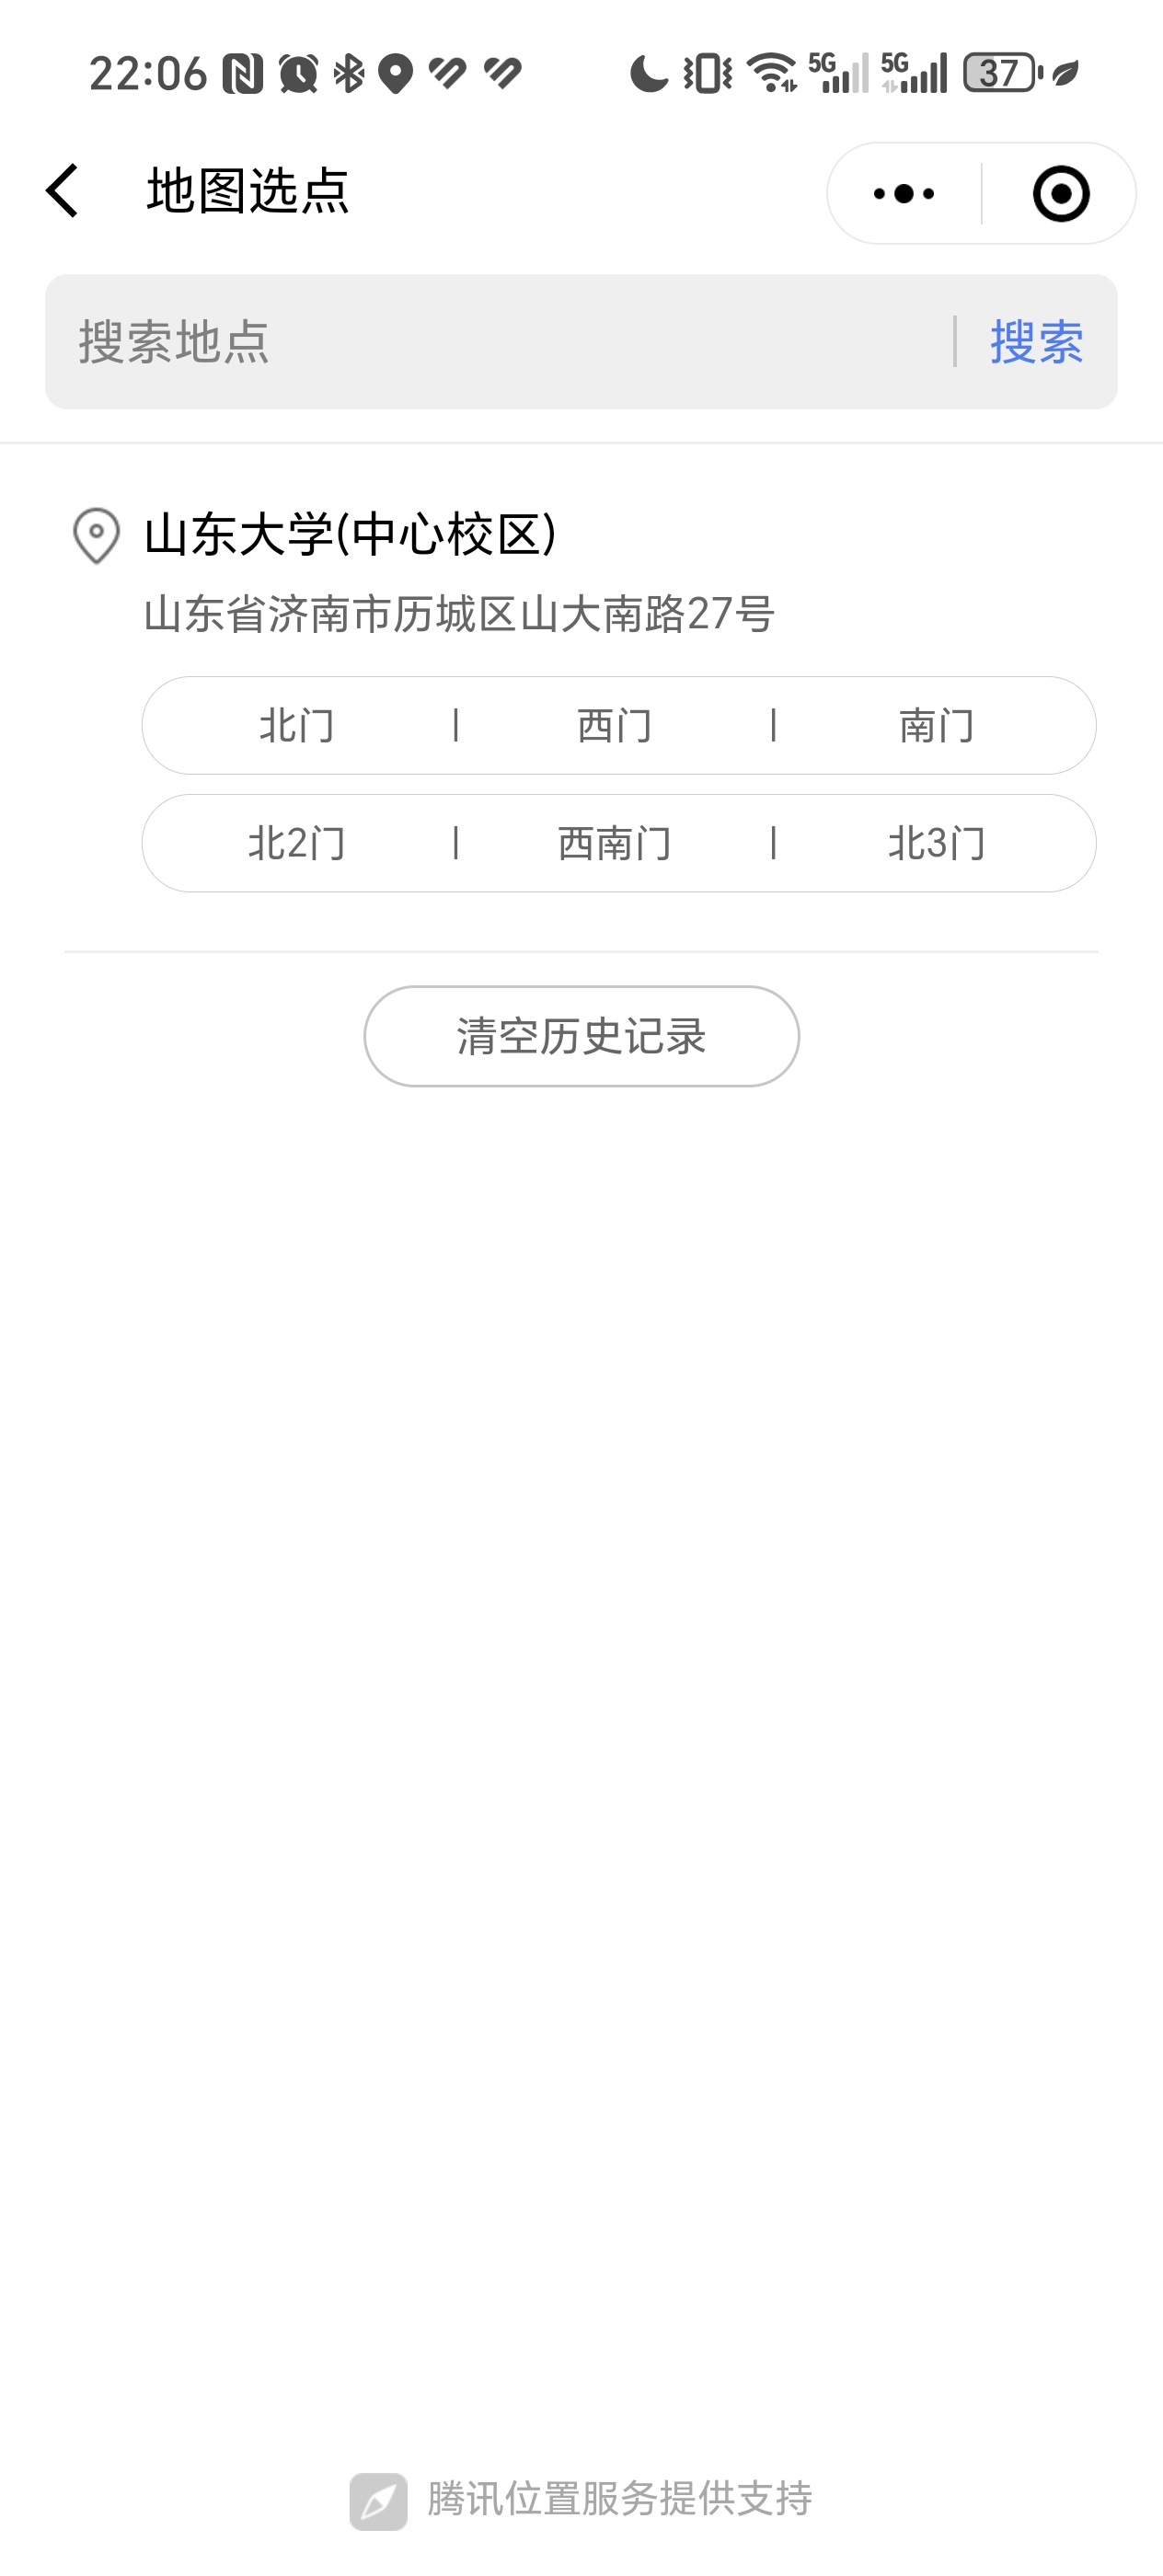 22:06 5G 5G 37
地图选点
搜索地点 | 搜索
山东大学(中心校区)
山东省济南市历城区山大南路27号
北门 | 西门 | 南门
北2门 | 西南门 | 北3门
清空历史记录
腾讯位置服务提供支持